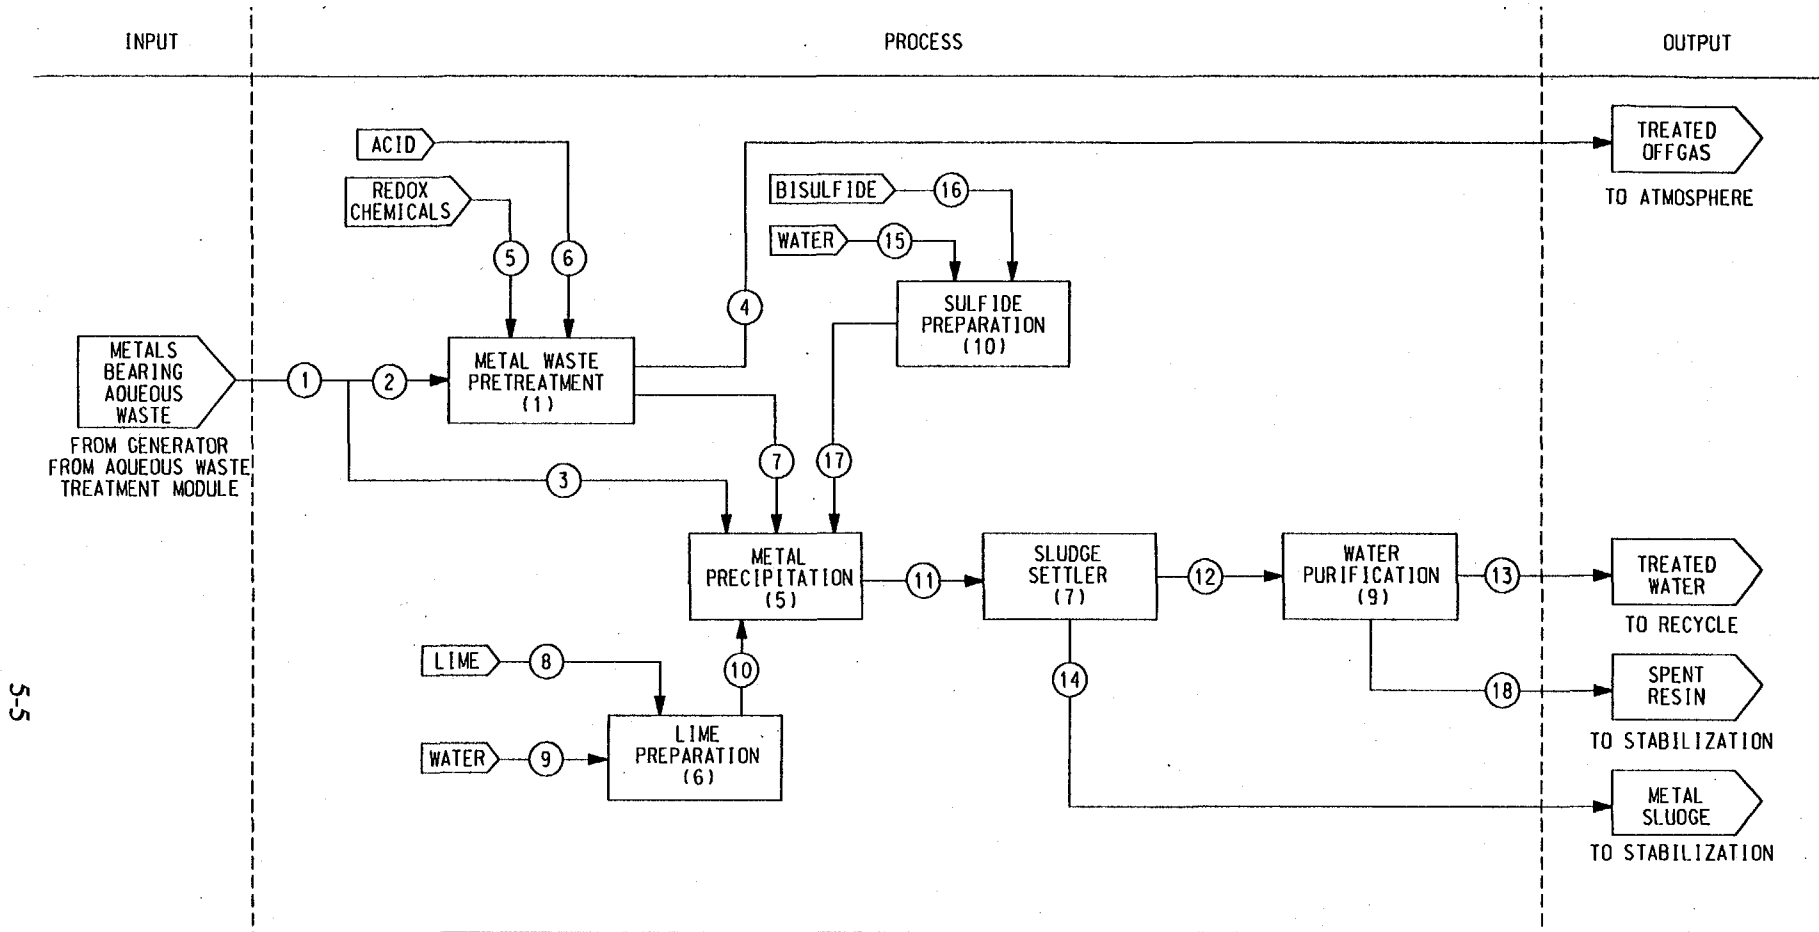 INPUT
PROCESS
OUTPUT
ACID
REDOX
CHEMICALS
5
6
4
BISULFIDE
16
WATER
15
SULFIDE
PREPARATION
(10)
TREATED
OFFGAS
TO ATMOSPHERE
METALS
BEARING
AQUEOUS
WASTE
FROM GENERATOR
FROM AQUEOUS WASTE
TREATMENT MODULE
1
2
METAL WASTE
PRETREATMENT
(1)
3
7
17
METAL
PRECIPITATION
(5)
11
SLUDGE
SETTLER
(7)
12
WATER
PURIFICATION
(9)
13
TREATED
WATER
TO RECYCLE
LIME
8
10
14
18
SPENT
RESIN
TO STABILIZATION
WATER
9
LIME
PREPARATION
(6)
METAL
SLUDGE
TO STABILIZATION
5-5